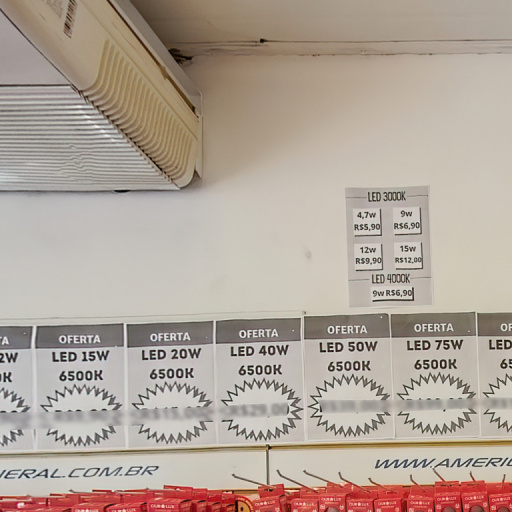 LED 3000K
4,7w
R$5,90
9w
R$6,90
12w
R$9,90
15w
R$12,00
LED 4000K
9w R$6,90
OFERTA
LED 15W
6500K
OFERTA
LED 20W
6500K
OFERTA
LED 40W
6500K
R$29,00
OFERTA
LED 50W
6500K
OFERTA
LED 75W
6500K
LED
ERAL.COM.BR
WWW.AMERI